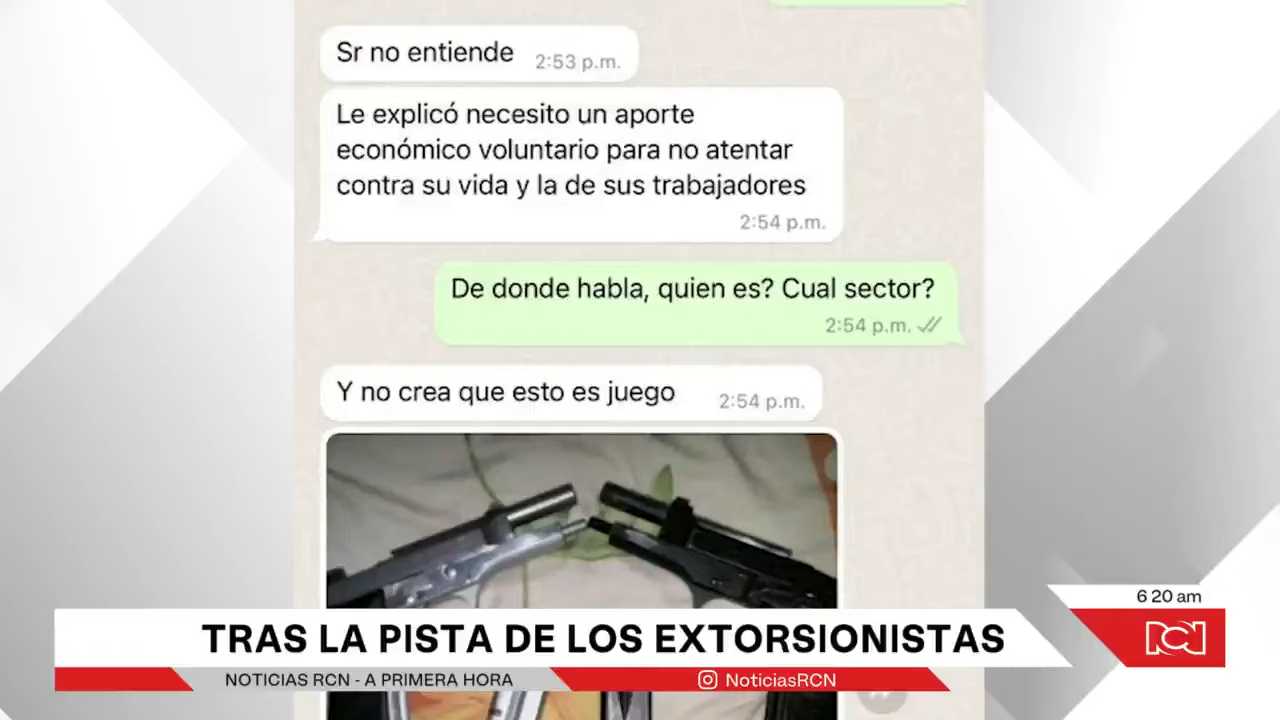 Sr no entiende 2:53 p.m.
Le explicó necesito un aporte
económico voluntario para no atentar
contra su vida y la de sus trabajadores
2:54 p.m.
De donde habla, quien es? Cual sector?
2:54 p.m.
Y no crea que esto es juego 2:54 p.m.
6 20 am
TRAS LA PISTA DE LOS EXTORSIONISTAS
RCN
NOTICIAS RCN - A PRIMERA HORA
NoticiasRCN